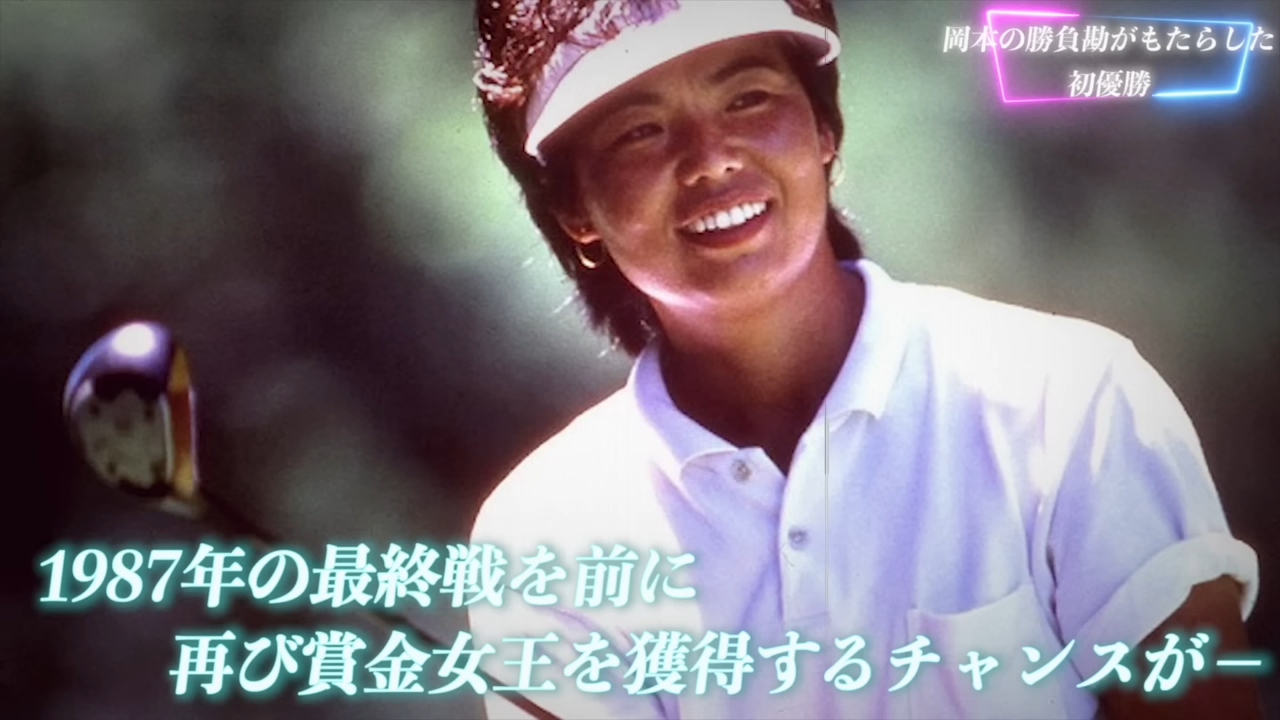 岡本の勝負勘がもたらした
初優勝
1987年の最終戦を前に
再び賞金女王を獲得するチャンスが－